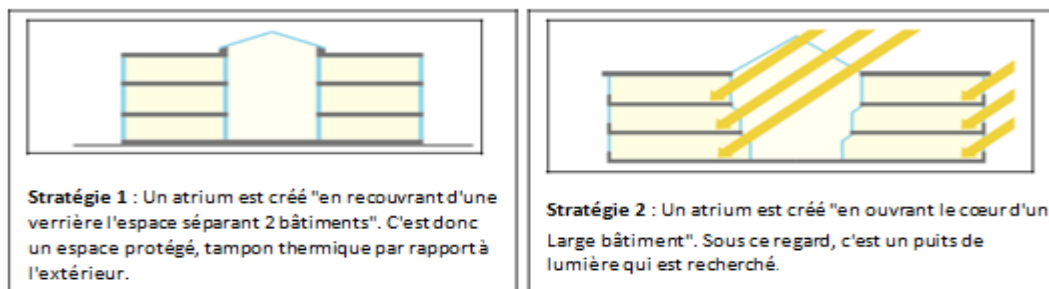 Stratégie 1 : Un atrium est créé "en recouvrant d'une
verrière l'espace séparant 2 bâtiments". C'est donc
un espace protégé, tampon thermique par rapport à
l'extérieur.
Stratégie 2 : Un atrium est créé "en ouvrant le cœur d'un
Large bâtiment". Sous ce regard, c'est un puits de
lumière qui est recherché.